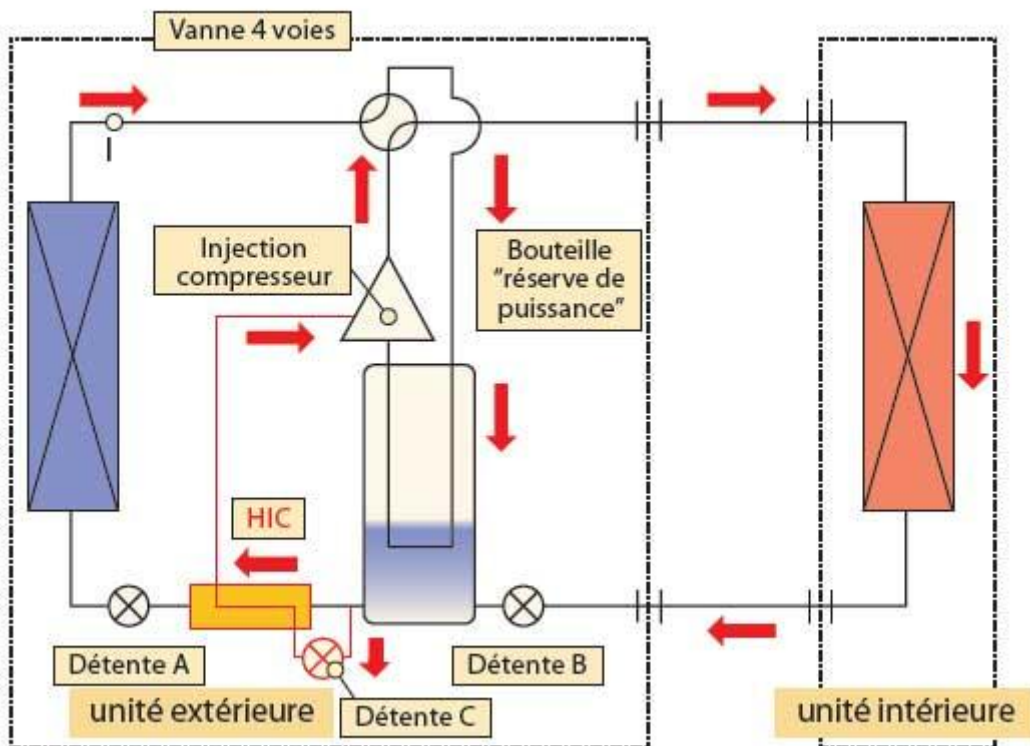 Vanne 4 voies
I
Injection
compresseur
Bouteille
"réserve de
puissance"
HIC
Détente A
Détente B
unité extérieure
Détente C
unité intérieure